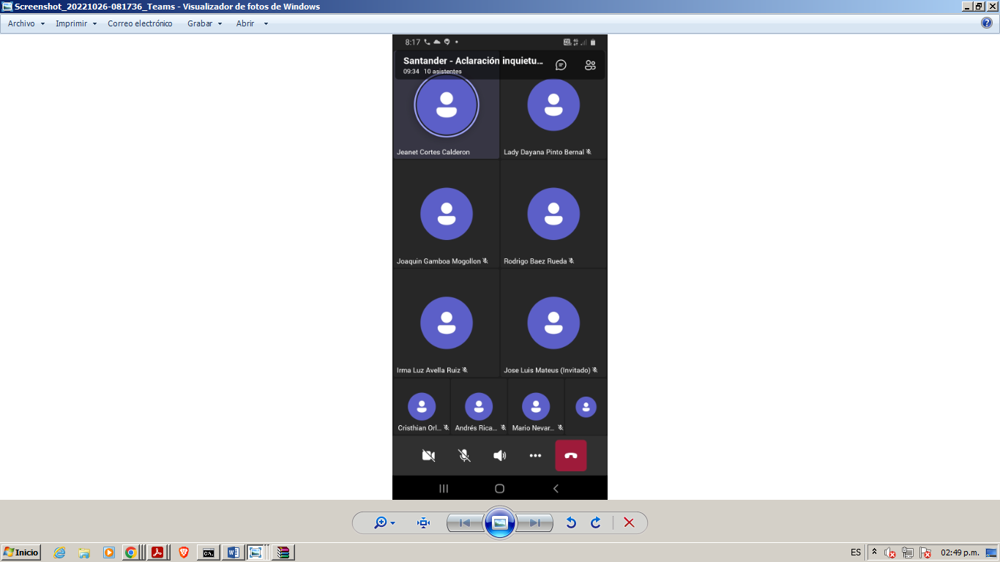 Screenshot_20221026-081736_Teams - Visualizador de fotos de Windows
Archivo Imprimir Correo electrónico Grabar Abrir
8:17
Santander - Aclaración inquietu...
09:34 10 asistentes
Jeanet Cortes Calderon
Lady Dayana Pinto Bernal
Joaquin Gamboa Mogollon
Rodrigo Baez Rueda
Irma Luz Avella Ruiz
Jose Luis Mateus (Invitado)
Cristhian Orl...
Andrés Rica...
Mario Nevar...
Inicio
ES
02:49 p.m.